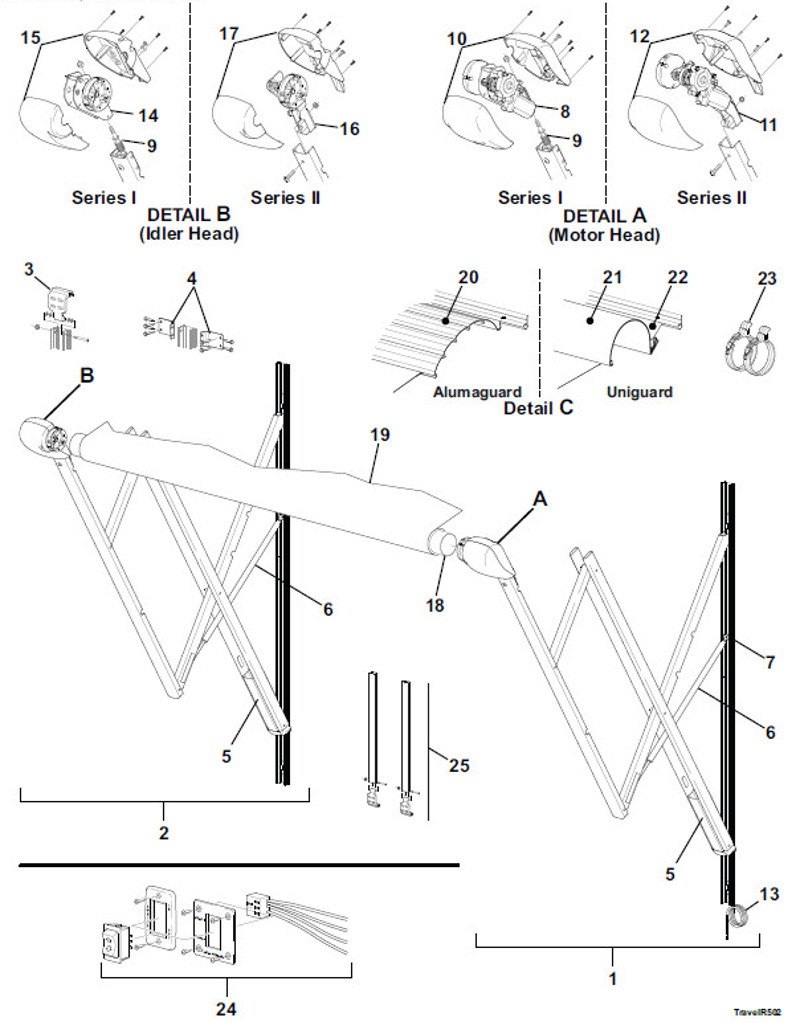 15
17
10
12
14
9
16
8
9
11
Series I
Series II
Series I
Series II
DETAIL B
(Idler Head)
DETAIL A
(Motor Head)
3
4
20
21
22
23
Alumaguard
Uniguard
Detail C
B
19
A
18
6
7
6
5
25
2
5
13
1
24
TravelR502